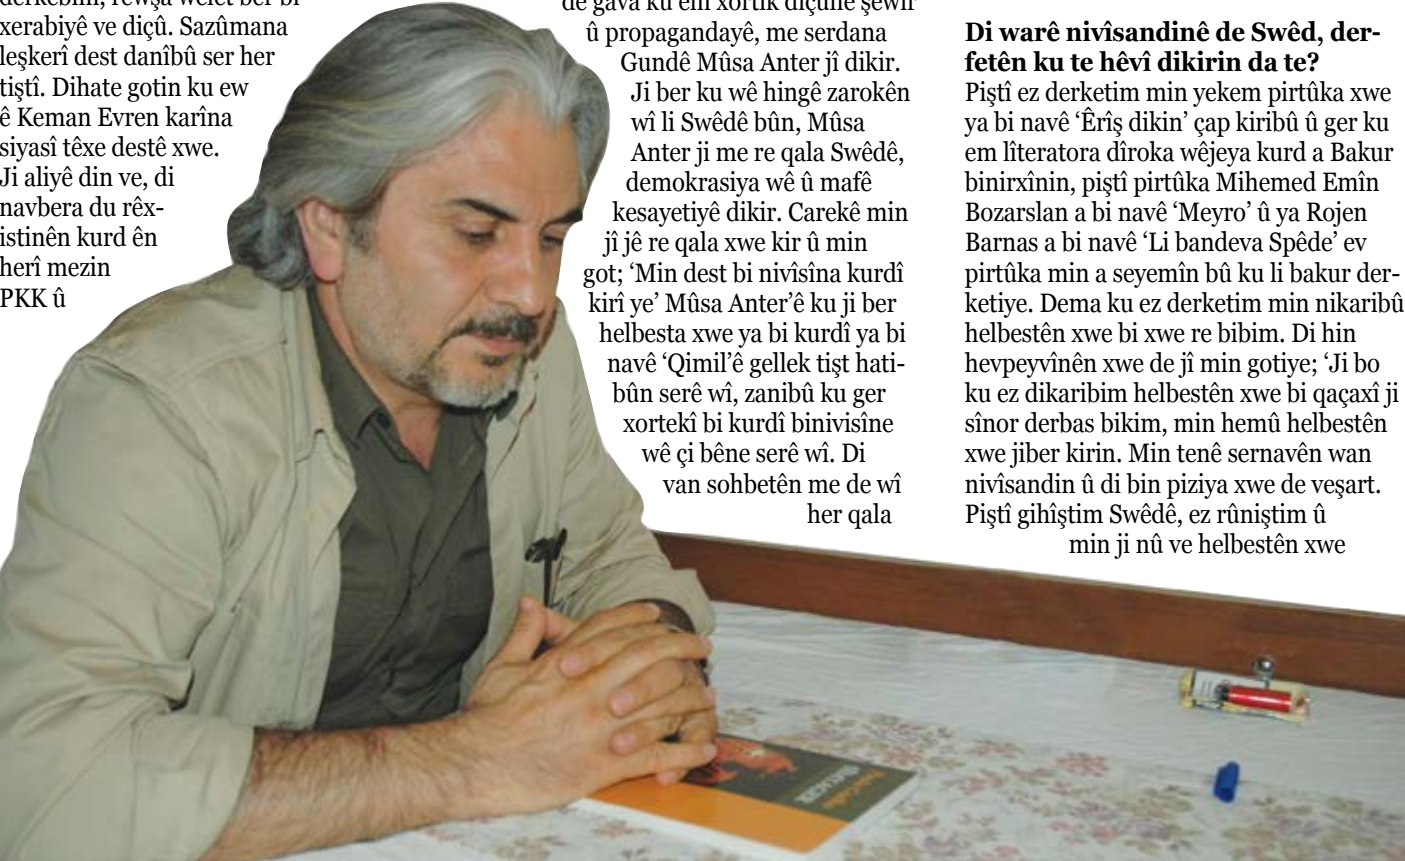 derketim, rewşa welêt ber bi
xerabiyê ve diçû. Sazûmana
leşkerî dest danîbû ser her
tiştî. Dihate gotin ku ew
ê Keman Evren karîna
siyasî têxe destê xwe.
Ji aliyê din ve, di
navbera du rêx-
istinên kurd ên
herî mezin
PKK û
de gava ku em xortik diçûne şewir
û propagandayê, me serdana
Gundê Mûsa Anter jî dikir.
Ji ber ku wê hingê zarokên
wî li Swêdê bûn, Mûsa
Anter ji me re qala Swêdê,
demokrasiya wê û mafê
kesayetiyê dikir. Carekê min
jî jê re qala xwe kir û min
got; ‘Min dest bi nivîsîna kurdî
kirî ye’ Mûsa Anter’ê ku ji ber
helbesta xwe ya bi kurdî ya bi
navê ‘Qimil’ê gellek tişt hati-
bûn serê wî, zanibû ku ger
xortekî bi kurdî binivisîne
wê çi bêne serê wî. Di
van sohbetên me de wî
her qala
Di warê nivîsandinê de Swêd, der-
fetên ku te hêvî dikirin da te?
Piştî ez derketim min yekem pirtûka xwe
ya bi navê ‘Êrîş dikin’ çap kiribû û ger ku
em lîteratora dîroka wêjeya kurd a Bakur
binirxînin, piştî pirtûka Mihemed Emîn
Bozarslan a bi navê ‘Meyro’ û ya Rojen
Barnas a bi navê ‘Li bandeva Spêde’ ev
pirtûka min a seyemîn bû ku li bakur der-
ketiye. Dema ku ez derketim min nikaribû
helbestên xwe bi xwe re bibim. Di hin
hevpeyvînên xwe de jî min gotiye; ‘Ji bo
ku ez dikaribim helbestên xwe bi qaçaxî ji
sînor derbas bikim, min hemû helbestên
xwe jiber kirin. Min tenê sernavên wan
nivîsandin û di bin piziya xwe de veşart.
Piştî gihîştim Swêdê, ez rûniştim û
min ji nû ve helbestên xwe